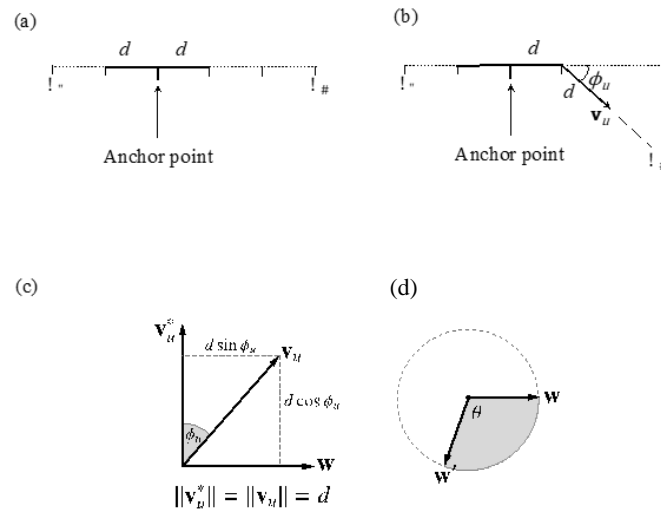 (a)
d d
! " ! #
Anchor point
(b)
d
! " ϕu
d
vu
Anchor point
!
(c)
v*u d sin ϕu vu
d cos ϕu
ϕu
w
||v*u|| = ||vu|| = d
(d)
θ w
w'